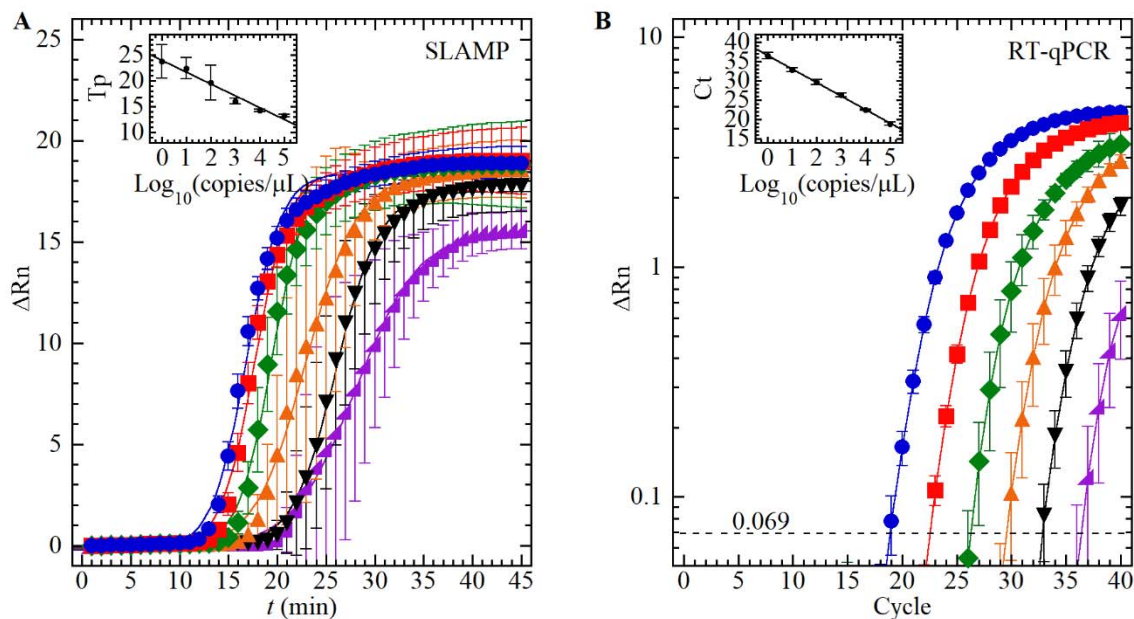 A
SLAMP
25
20
15
10
5
0
ΔRn
0 5 10 15 20 25 30 35 40 45
t (min)
25
20
15
10
Tp
0 1 2 3 4 5
Log10(copies/μL)
B
RT-qPCR
10
1
0.1
ΔRn
0.069
0 5 10 15 20 25 30 35 40
Cycle
40
36
31
26
20
15
Ct
0 1 2 3 4 5
Log10(copies/μL)